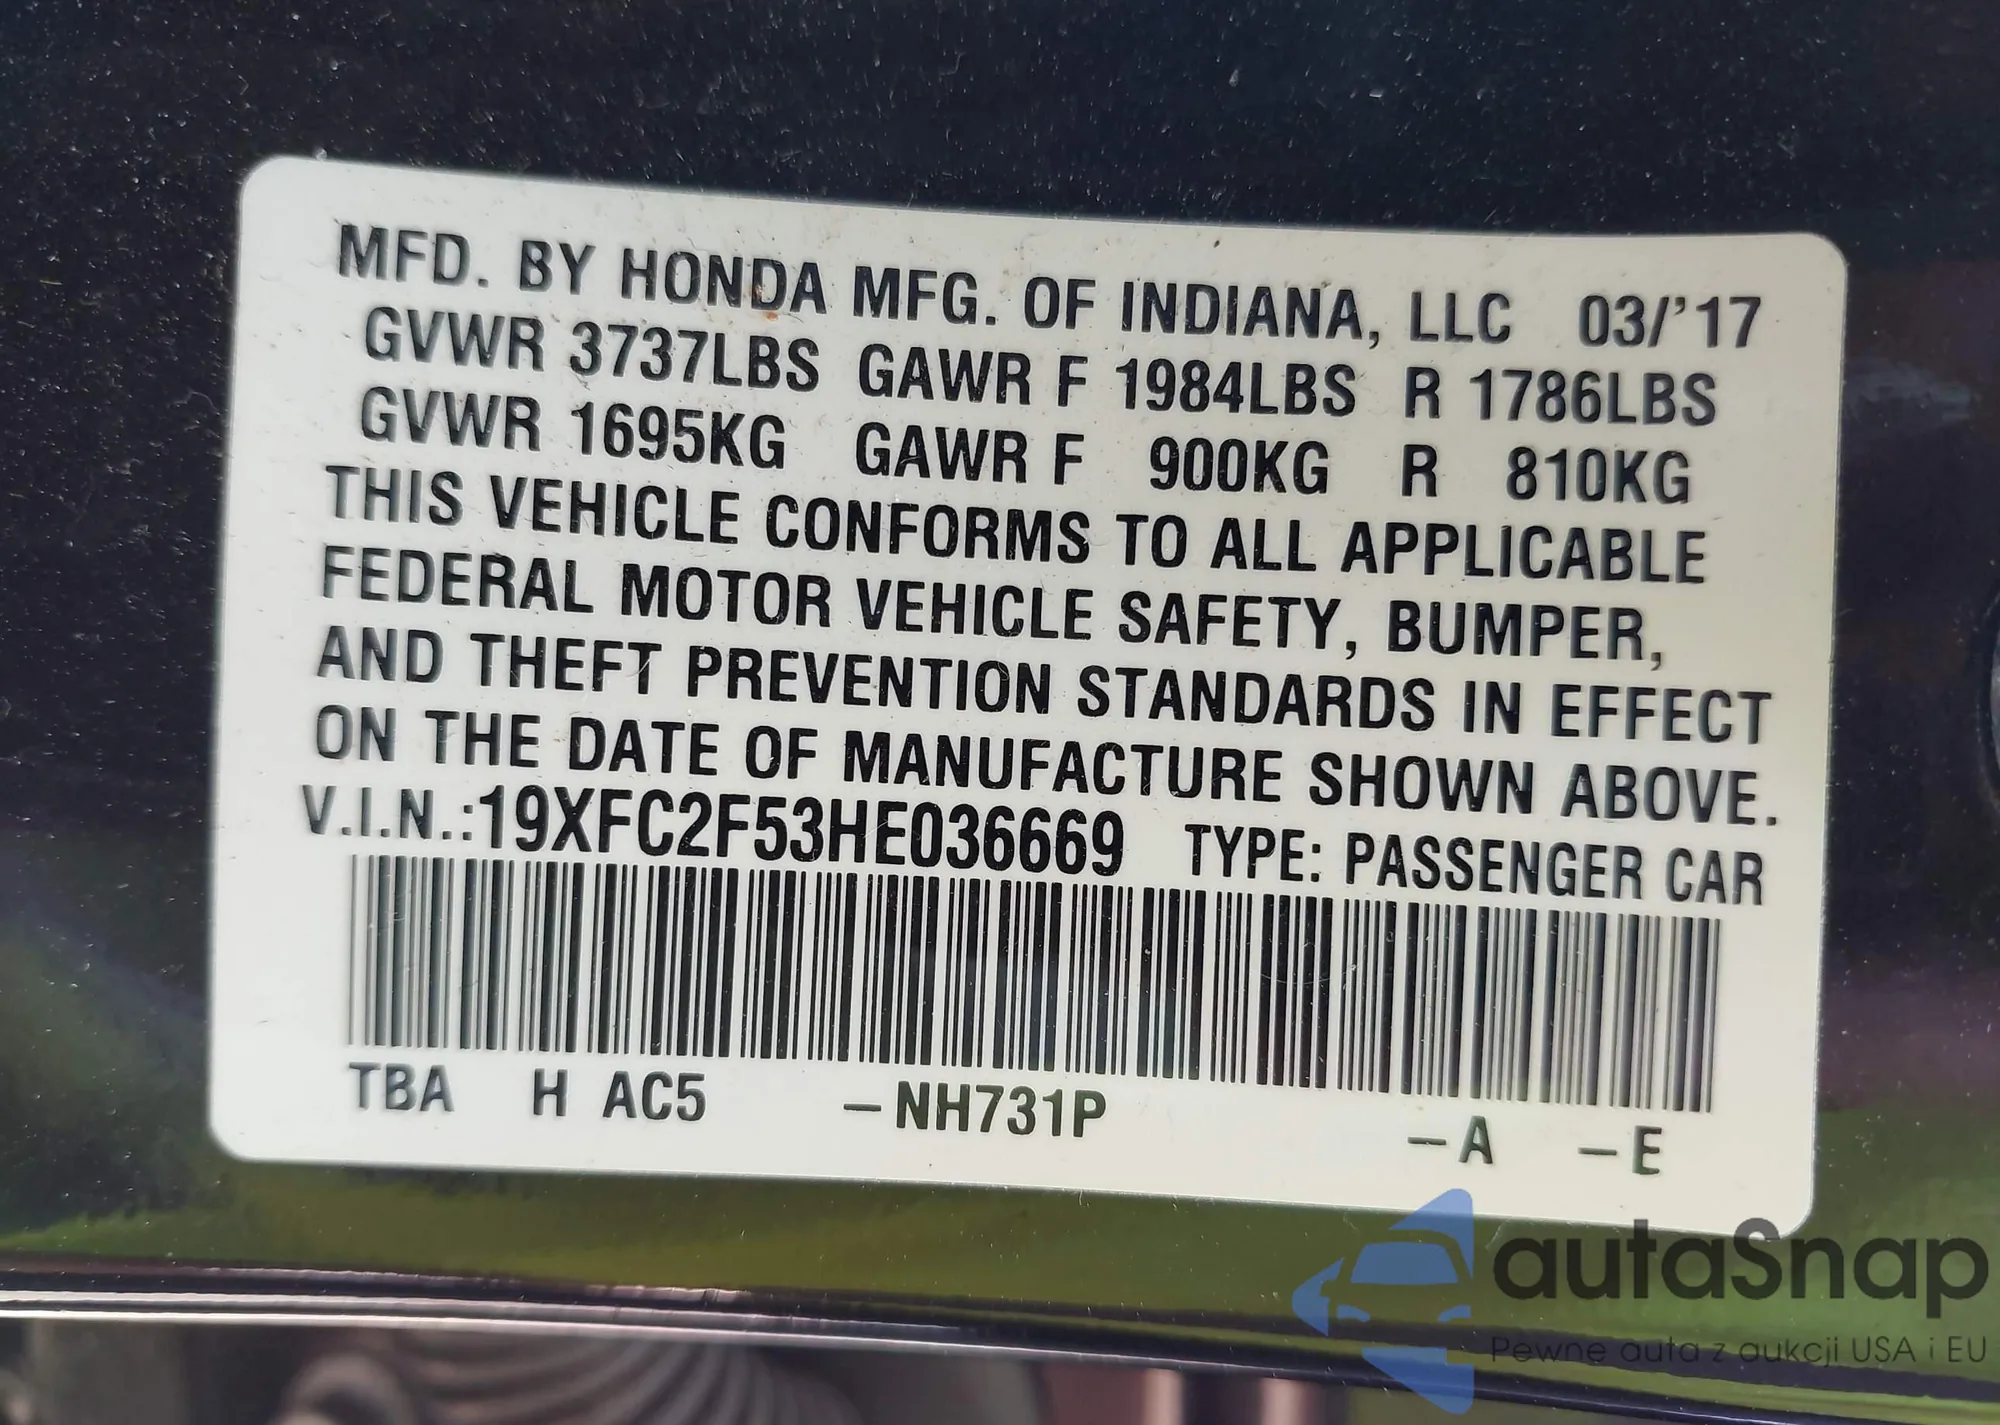 MFD. BY HONDA MFG. OF INDIANA, LLC 03/'17
GVWR 3737LBS GAWR F 1984LBS R 1786LBS
GVWR 1695KG GAWR F 900KG R 810KG
THIS VEHICLE CONFORMS TO ALL APPLICABLE
FEDERAL MOTOR VEHICLE SAFETY, BUMPER,
AND THEFT PREVENTION STANDARDS IN EFFECT
ON THE DATE OF MANUFACTURE SHOWN ABOVE.
V.I.N.:19XFC2F53HE036669 TYPE: PASSENGER CAR
TBA H AC5 -NH731P -A -E
autaSnap
Pewne auta z aukcji USA i EU